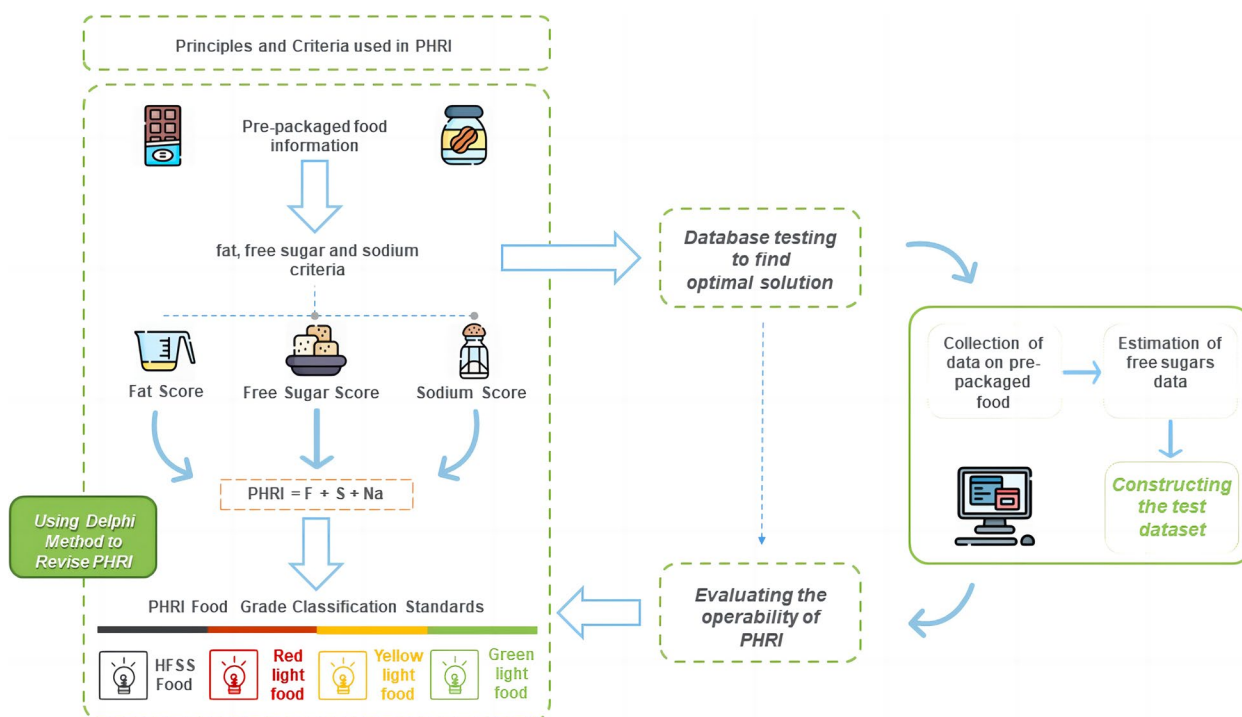 Principles and Criteria used in PHRI
Pre-packaged food
information
fat, free sugar and sodium
criteria
Fat Score
Free Sugar Score
Sodium Score
PHRI = F + S + Na
Using Delphi
Method to
Revise PHRI
PHRI Food Grade Classification Standards
HFSS
Food
Red
light
food
Yellow
light
food
Green
light
food
Database testing
to find
optimal solution
Evaluating the
operability of
PHRI
Collection of
data on pre-
packaged
food
Estimation of
free sugars
data
Constructing
the test
dataset